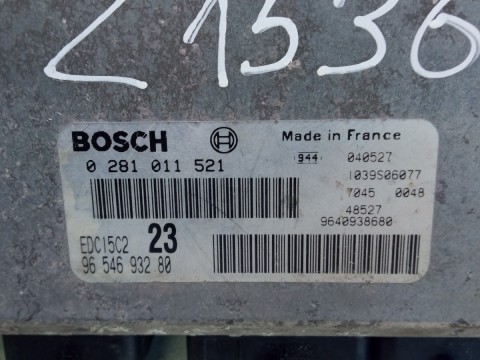 21536
BOSCH Made in France
0 281 011 521 944 040527
1039S06077
7045 0048
48527
9640938680
EDC15C2 23
96 546 932 80